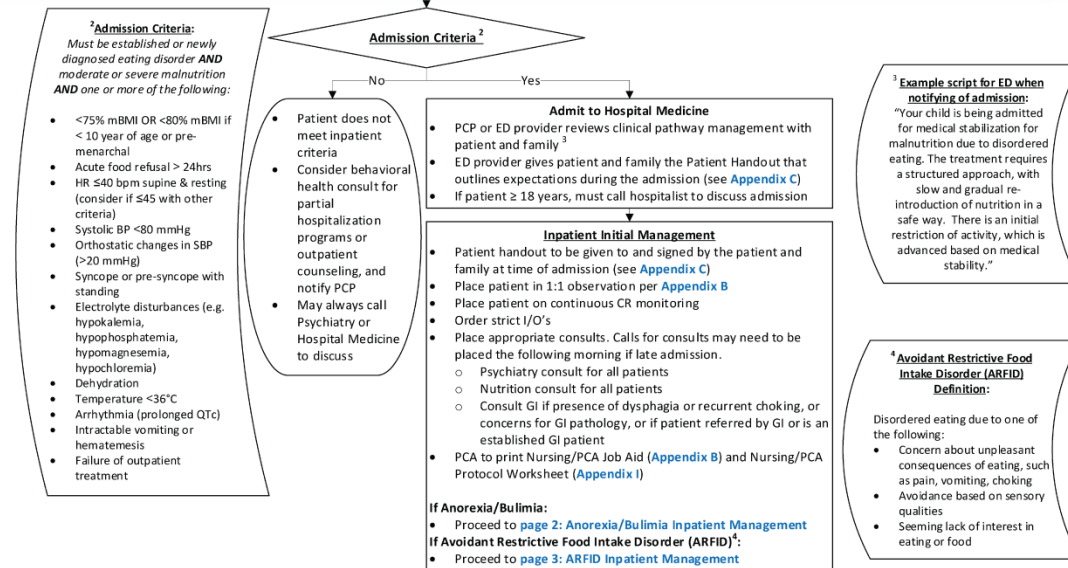 ²Admission Criteria:
Must be established or newly
diagnosed eating disorder AND
moderate or severe malnutrition
AND one or more of the following:
• <75% mBMI OR <80% mBMI if
< 10 year of age or pre-
menarchal
• Acute food refusal > 24hrs
• HR ≤40 bpm supine & resting
(consider if ≤45 with other
criteria)
• Systolic BP <80 mmHg
• Orthostatic changes in SBP
(>20 mmHg)
• Syncope or pre-syncope with
standing
• Electrolyte disturbances (e.g.
hypokalemia,
hypophosphatemia,
hypomagnesemia,
hypochloremia)
• Dehydration
• Temperature <36°C
• Arrhythmia (prolonged QTc)
• Intractable vomiting or
hematemesis
• Failure of outpatient
treatment
Admission Criteria ²
No
Yes
• Patient does not
meet inpatient
criteria
• Consider behavioral
health consult for
partial
hospitalization
programs or
outpatient
counseling, and
notify PCP
• May always call
Psychiatry or
Hospital Medicine
to discuss
Admit to Hospital Medicine
• PCP or ED provider reviews clinical pathway management with
patient and family ³
• ED provider gives patient and family the Patient Handout that
outlines expectations during the admission (see Appendix C)
• If patient ≥ 18 years, must call hospitalist to discuss admission
Inpatient Initial Management
• Patient handout to be given to and signed by the patient and
family at time of admission (see Appendix C)
• Place patient in 1:1 observation per Appendix B
• Place patient on continuous CR monitoring
• Order strict I/O's
• Place appropriate consults. Calls for consults may need to be
placed the following morning if late admission.
o Psychiatry consult for all patients
o Nutrition consult for all patients
o Consult GI if presence of dysphagia or recurrent choking, or
concerns for GI pathology, or if patient referred by GI or is an
established GI patient
• PCA to print Nursing/PCA Job Aid (Appendix B) and Nursing/PCA
Protocol Worksheet (Appendix I)
If Anorexia/Bulimia:
• Proceed to page 2: Anorexia/Bulimia Inpatient Management
If Avoidant Restrictive Food Intake Disorder (ARFID)⁴:
• Proceed to page 3: ARFID Inpatient Management
³ Example script for ED when
notifying of admission:
“Your child is being admitted
for medical stabilization for
malnutrition due to disordered
eating. The treatment requires
a structured approach, with
slow and gradual re-
introduction of nutrition in a
safe way. There is an initial
restriction of activity, which is
advanced based on medical
stability.”
⁴ Avoidant Restrictive Food
Intake Disorder (ARFID)
Definition:
Disordered eating due to one of
the following:
• Concern about unpleasant
consequences of eating, such
as pain, vomiting, choking
• Avoidance based on sensory
qualities
• Seeming lack of interest in
eating or food